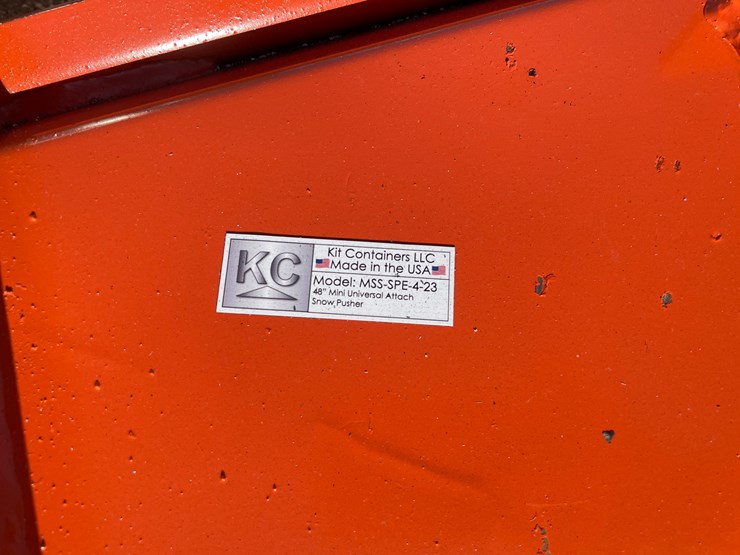 KC
Kit Containers LLC
Made in the USA
Model: MSS-SPE-4-23
48" Mini Universal Attach
Snow Pusher